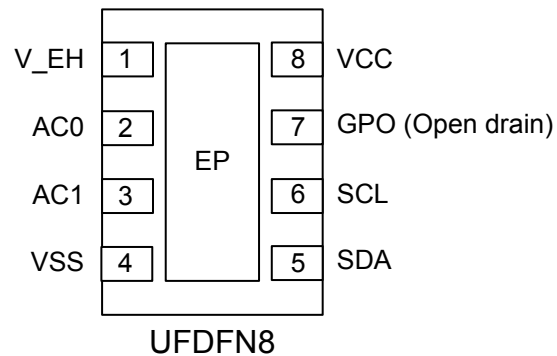 V_EH 1 8 VCC
AC0 2 7 GPO (Open drain)
EP
AC1 3 6 SCL
VSS 4 5 SDA
UFDFN8